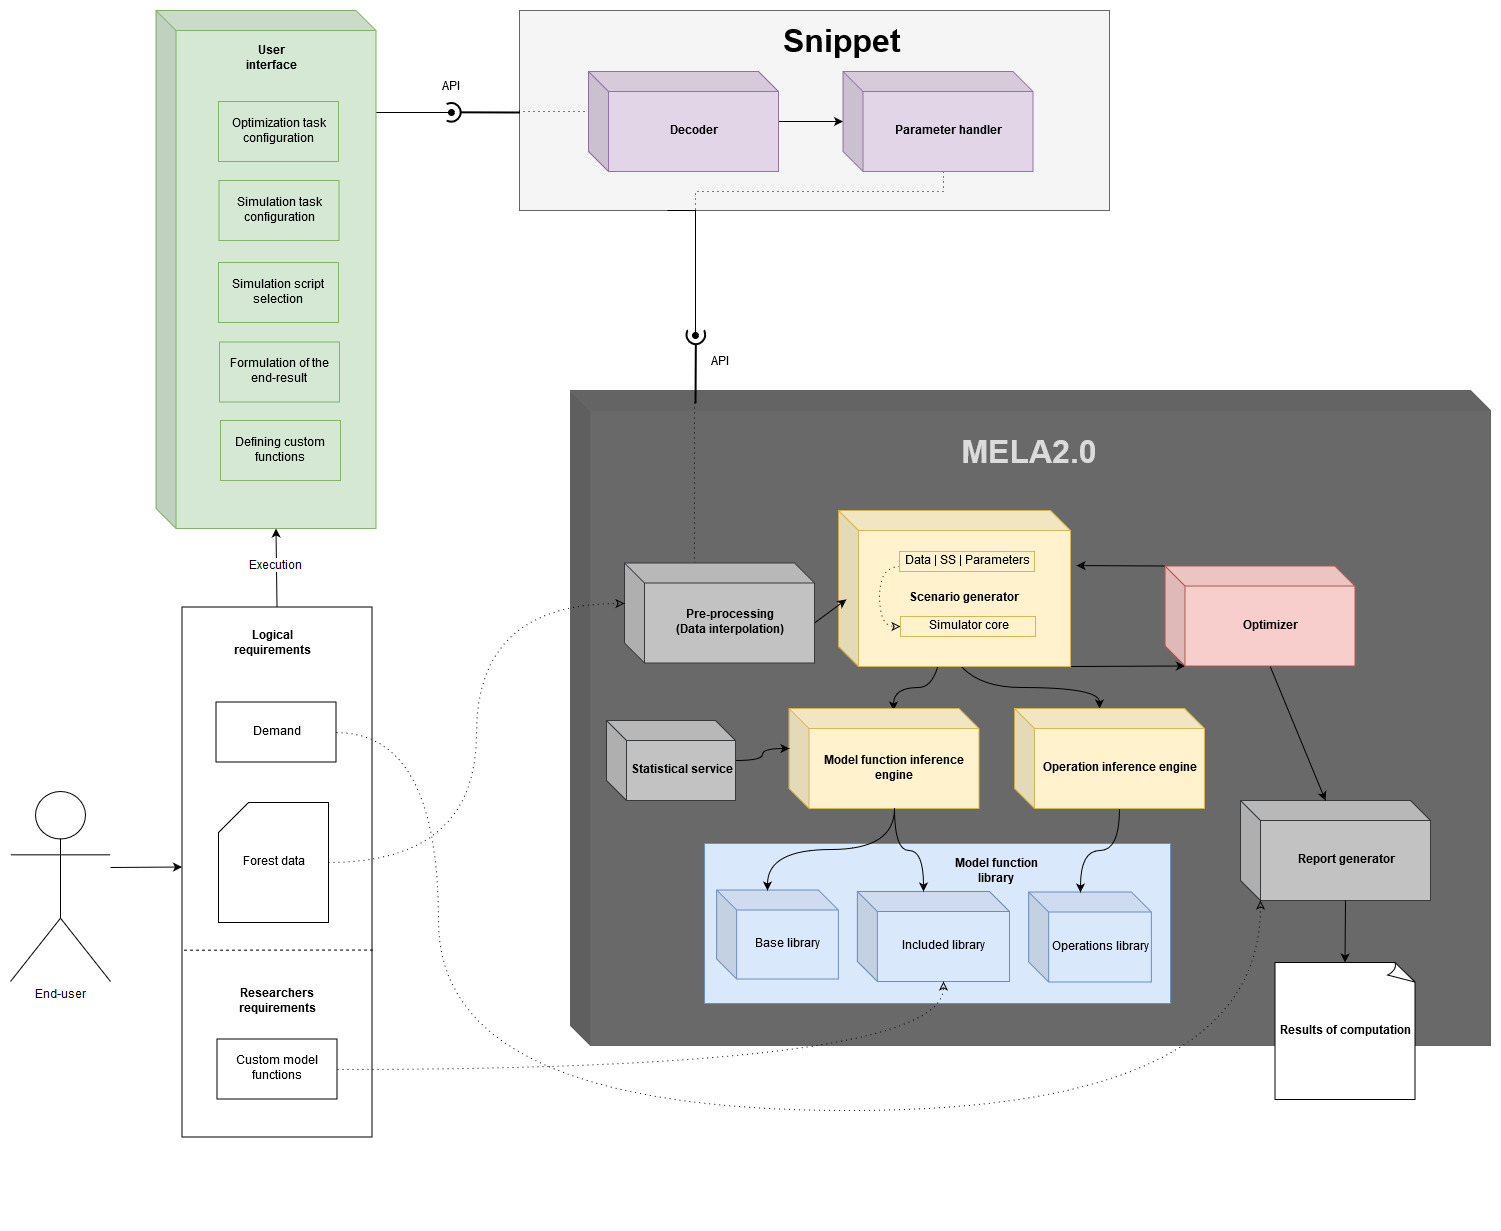 User
interface
Optimization task
configuration
Simulation task
configuration
Simulation script
selection
Formulation of the
end-result
Defining custom
functions
API
Snippet
Decoder
Parameter handler
API
Execution
Logical
requirements
Demand
Forest data
Researchers
requirements
Custom model
functions
End-user
MELA2.0
Data | SS | Parameters
Scenario generator
Simulator core
Pre-processing
(Data interpolation)
Optimizer
Statistical service
Model function inference
engine
Operation inference engine
Report generator
Model function
library
Base library
Included library
Operations library
Results of computation